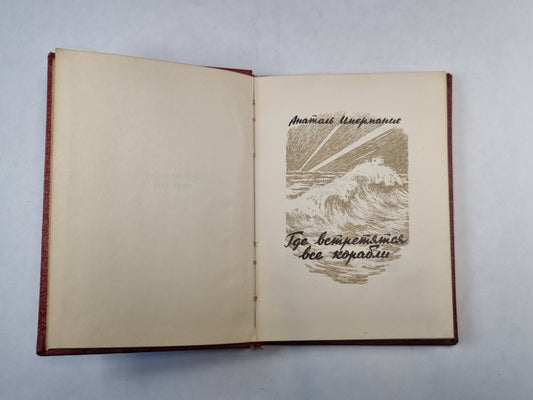 Анатоль Имерманис
Где встретятся
все корабли